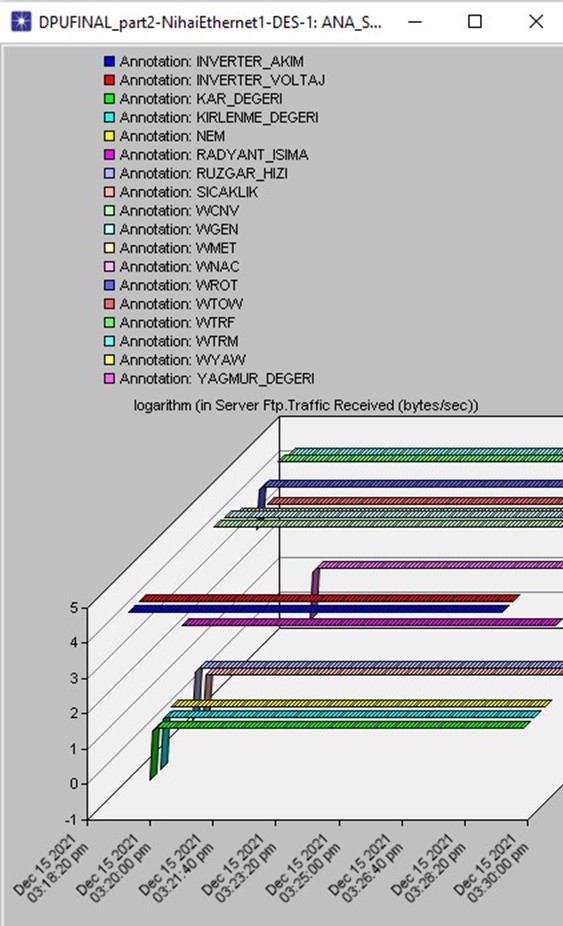 DPUFINAL_part2-NihaiEthernet1-DES-1: ANA_S...
Annotation: INVERTER_AKIM
Annotation: INVERTER_VOLTAJ
Annotation: KAR_DEGERI
Annotation: KIRLENME_DEGERI
Annotation: NEM
Annotation: RADYANT_ISIMA
Annotation: RUZGAR_HIZI
Annotation: SICAKLIK
Annotation: WCNV
Annotation: WGEN
Annotation: WMET
Annotation: WNAC
Annotation: WROT
Annotation: WTOW
Annotation: WTRF
Annotation: WTRM
Annotation: WYAW
Annotation: YAGMUR_DEGERI
logarithm (in Server Ftp.Traffic Received (bytes/sec))
5
4
3
2
1
0
-1
Dec 15 2021
03:18:20 pm
Dec 15 2021
03:20:00 pm
Dec 15 2021
03:21:40 pm
Dec 15 2021
03:23:20 pm
Dec 15 2021
03:25:00 pm
Dec 15 2021
03:26:40 pm
Dec 15 2021
03:28:20 pm
Dec 15 2021
03:30:00 pm